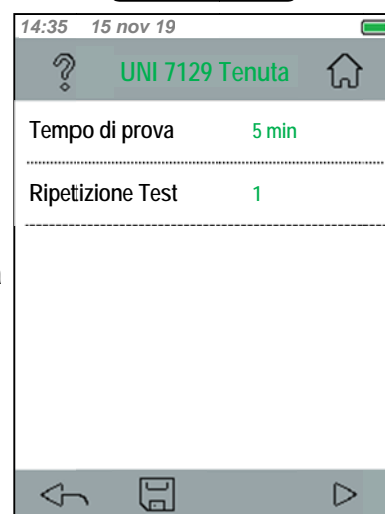 14:35 15 nov 19
UNI 7129 Tenuta
Tempo di prova 5 min
Ripetizione Test 1